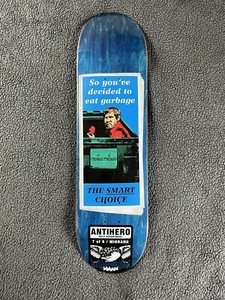 So you've
decided to
eat garbage
THE SMART
CHOICE
ANTIHERO